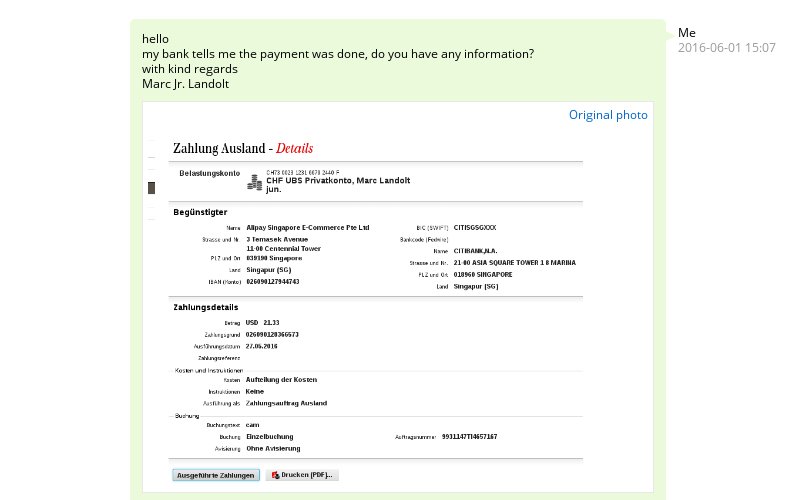 hello
my bank tells me the payment was done, do you have any information?
with kind regards
Marc Jr. Landolt
Me
2016-06-01 15:07
Original photo
Zahlung Ausland - Details
Belastungskonto
CHF UBS Privatkonto, Marc Landolt
jun.
Begünstigter
Name Alipay Singapore E-Commerce Pte Ltd
Strasse und Nr. 3 Temasek Avenue
11-00 Centennial Tower
PLZ und Ort 039190 Singapore
Land Singapur (SG)
IBAN (Konto) 026090127944743
BIC (SWIFT) CITISGSGXXX
Bankcode (Fedwire)
Name CITIBANK,N.A.
Strasse und Nr. 21-00 ASIA SQUARE TOWER 1 8 MARINA
PLZ und Ort 018960 SINGAPORE
Land Singapur (SG)
Zahlungsdetails
Betrag USD 21.33
Zahlungsgrund 026090128366573
Ausführungsdatum 27.05.2016
Zahlungsreferenz
Kosten und Instruktionen
Kosten Aufteilung der Kosten
Instruktionen Keine
Ausführung als Zahlungsauftrag Ausland
Buchung
Buchungstext cam
Buchung Einzelbuchung
Auftragsnummer 9931147TI4657167
Avisierung Ohne Avisierung
Ausgeführte Zahlungen
Drucken (PDF)...